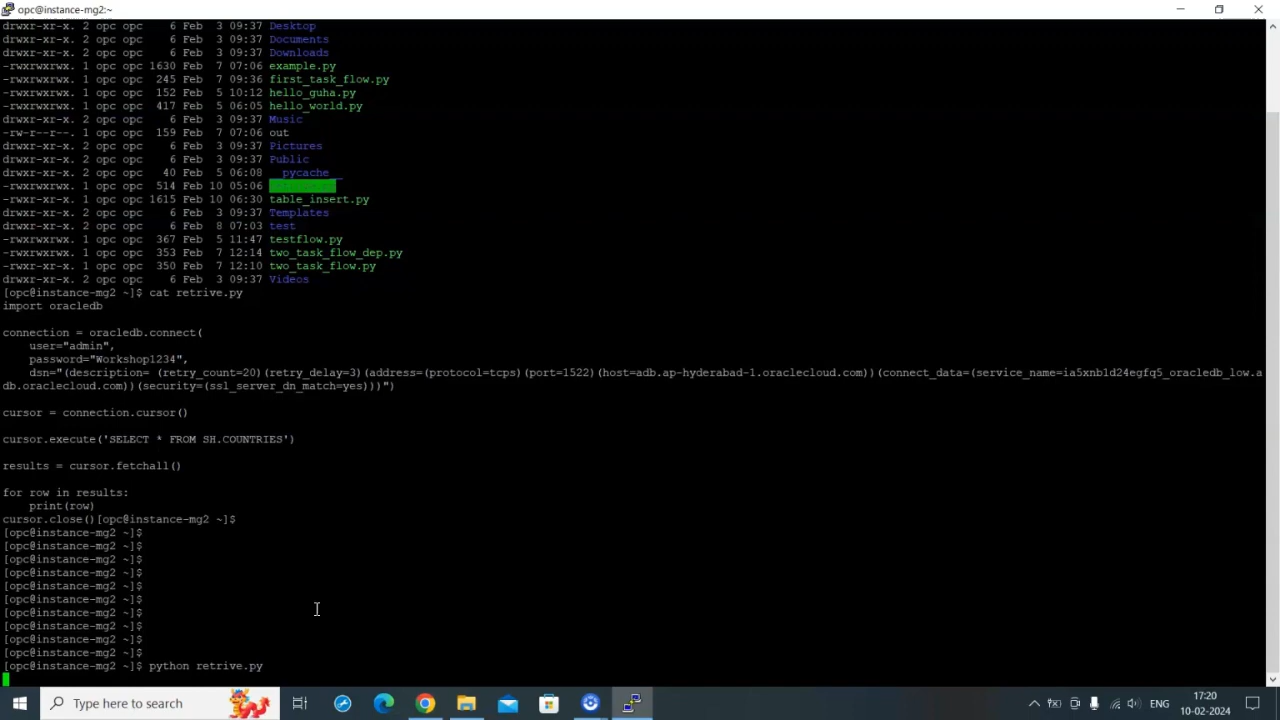 opc@instance-mg2:~
drwxr-xr-x. 2 opc opc    6 Feb  3 09:37 Desktop
drwxr-xr-x. 2 opc opc    6 Feb  3 09:37 Documents
drwxr-xr-x. 2 opc opc    6 Feb  3 09:37 Downloads
-rwxrwxrwx. 1 opc opc 1630 Feb  7 07:06 example.py
-rwxrwxrwx. 1 opc opc  245 Feb  7 09:36 first_task_flow.py
-rwxrwxrwx. 1 opc opc  152 Feb  5 10:12 hello_guha.py
-rwxrwxrwx. 1 opc opc  417 Feb  5 06:05 hello_world.py
drwxr-xr-x. 2 opc opc    6 Feb  3 09:37 Music
-rw-r--r--. 1 opc opc  159 Feb  7 07:06 out
drwxr-xr-x. 2 opc opc    6 Feb  3 09:37 Pictures
drwxr-xr-x. 2 opc opc    6 Feb  3 09:37 Public
drwxr-xr-x. 2 opc opc   40 Feb  5 06:08 __pycache__
-rwxrwxrwx. 1 opc opc  514 Feb 10 05:06
-rwxrwxrwx. 1 opc opc 1615 Feb 10 06:30 table_insert.py
drwxr-xr-x. 2 opc opc    6 Feb  3 09:37 Templates
drwxr-xr-x. 2 opc opc    6 Feb  8 07:03 test
-rwxrwxrwx. 1 opc opc  367 Feb  5 11:47 testflow.py
-rwxrwxrwx. 1 opc opc  353 Feb  7 12:14 two_task_flow_dep.py
-rwxrwxrwx. 1 opc opc  350 Feb  7 12:10 two_task_flow.py
drwxr-xr-x. 2 opc opc    6 Feb  3 09:37 Videos
[opc@instance-mg2 ~]$ cat retrive.py
import oracledb
connection = oracledb.connect(
    user="admin",
    password="Workshop1234",
    dsn="(description= (retry_count=20)(retry_delay=3)(address=(protocol=tcps)(port=1522)(host=adb.ap-hyderabad-1.oraclecloud.com))(connect_data=(service_name=ia5xnb1d24egfq5_oracledb_low.a
db.oraclecloud.com))(security=(ssl_server_dn_match=yes)))")
cursor = connection.cursor()
cursor.execute('SELECT * FROM SH.COUNTRIES')
results = cursor.fetchall()
for row in results:
    print(row)
cursor.close()[opc@instance-mg2 ~]$
[opc@instance-mg2 ~]$
[opc@instance-mg2 ~]$
[opc@instance-mg2 ~]$
[opc@instance-mg2 ~]$
[opc@instance-mg2 ~]$
[opc@instance-mg2 ~]$
[opc@instance-mg2 ~]$
[opc@instance-mg2 ~]$
[opc@instance-mg2 ~]$
[opc@instance-mg2 ~]$
[opc@instance-mg2 ~]$ python retrive.py
Type here to search
ENG
17:20
10-02-2024